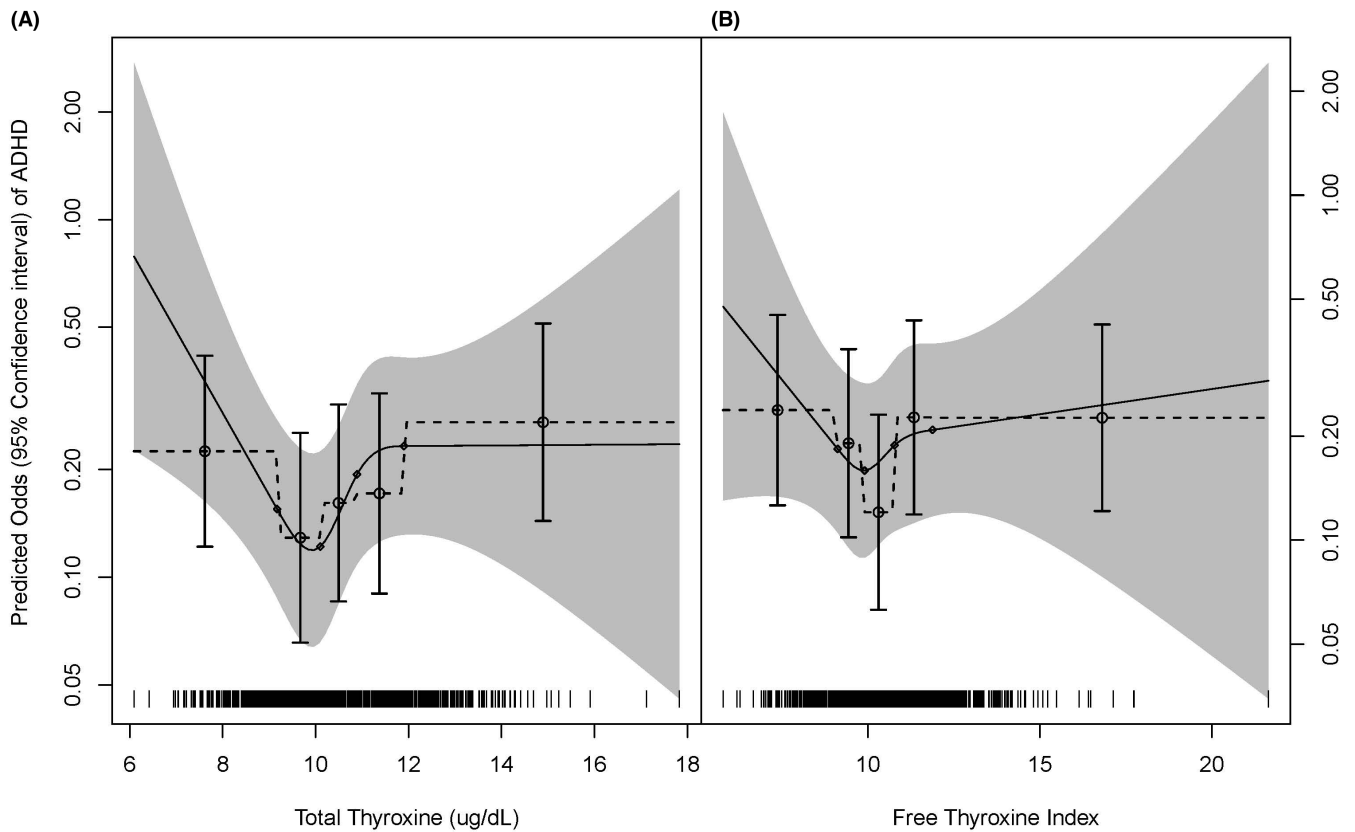 (A)
(B)
Predicted Odds (95% Confidence interval) of ADHD
2.00
1.00
0.50
0.20
0.10
0.05
2.00
1.00
0.50
0.20
0.10
0.05
6 8 10 12 14 16 18
10 15 20
Total Thyroxine (ug/dL)
Free Thyroxine Index